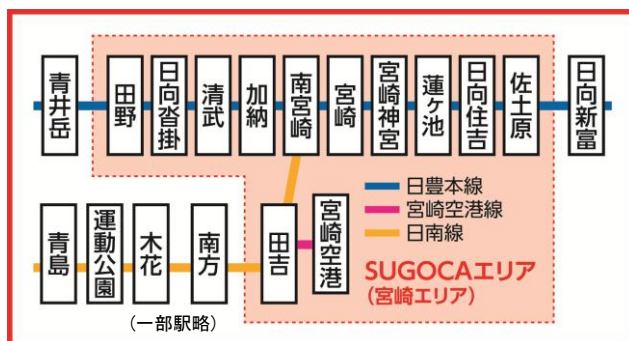 青井岳
田野
日向沓掛
清武
加納
南宮崎
宮崎
宮崎神宮
蓮ヶ池
日向住吉
佐土原
日向新富
日豊本線
宮崎空港線
日南線
青島
運動公園
木花
南方
田吉
宮崎空港
SUGOCAエリア
(宮崎エリア)
(一部駅略)